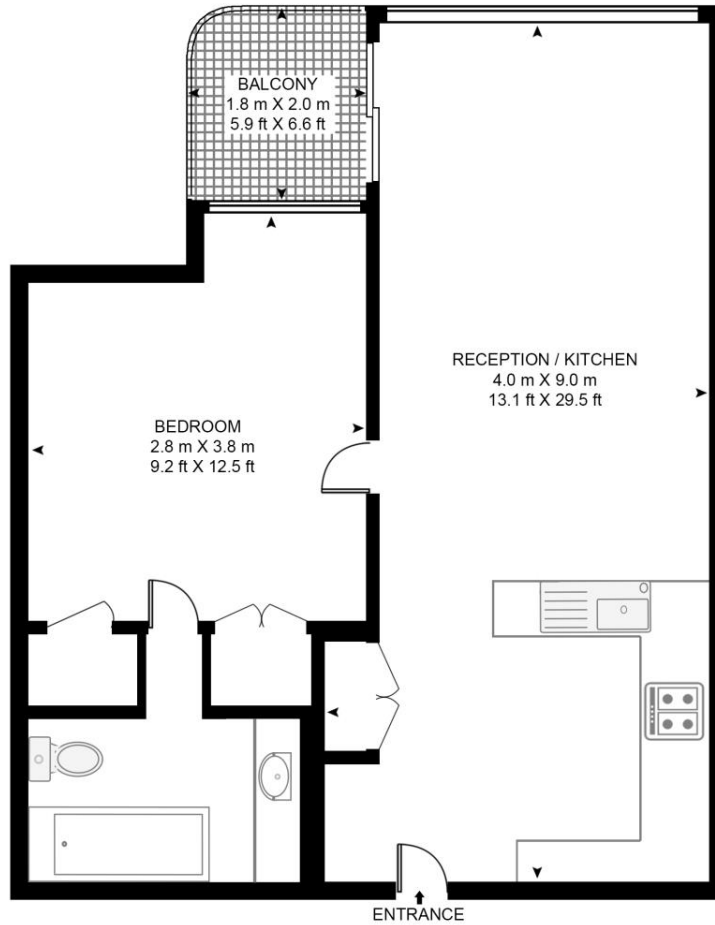 BALCONY
1.8 m X 2.0 m
5.9 ft X 6.6 ft
RECEPTION / KITCHEN
4.0 m X 9.0 m
13.1 ft X 29.5 ft
BEDROOM
2.8 m X 3.8 m
9.2 ft X 12.5 ft
ENTRANCE